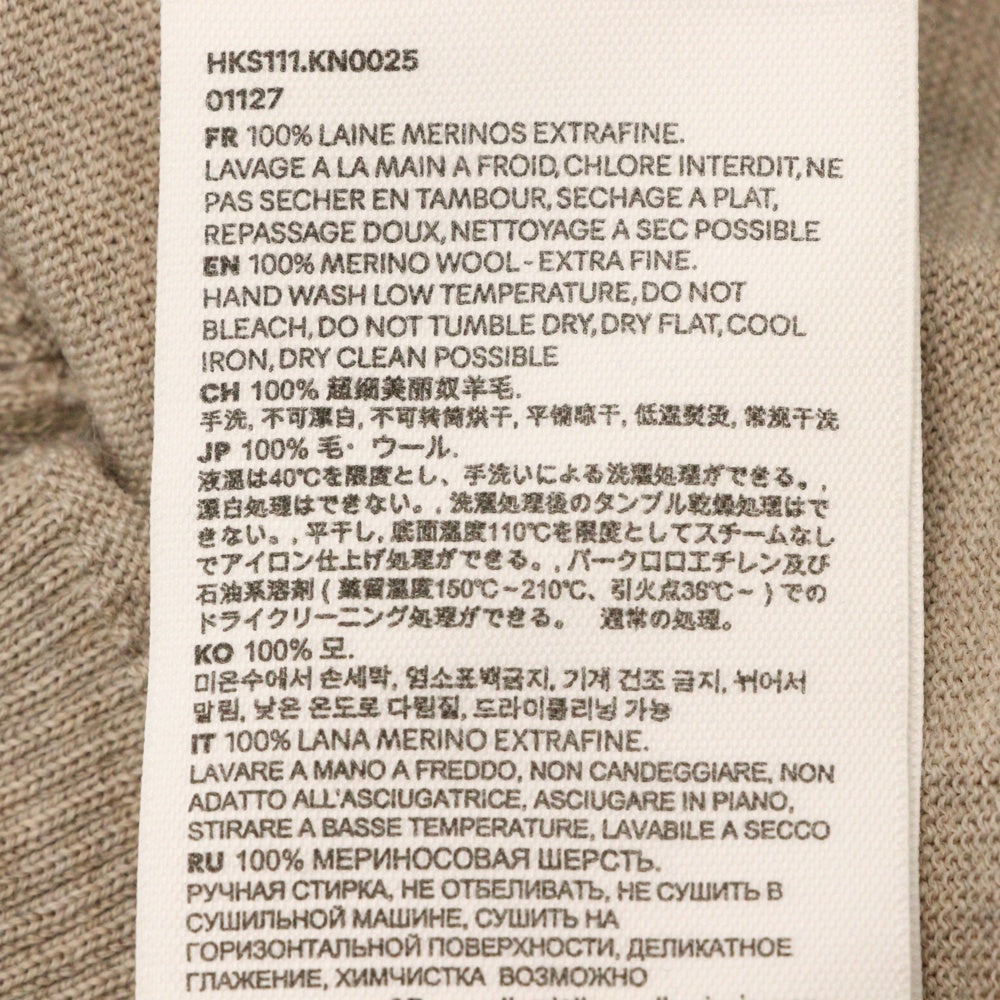 HKS111.KN0025
01127
FR 100% LAINE MERINOS EXTRAFINE.
LAVAGE A LA MAIN A FROID, CHLORE INTERDIT, NE
PAS SECHER EN TAMBOUR, SECHAGE A PLAT,
REPASSAGE DOUX, NETTOYAGE A SEC POSSIBLE
EN 100% MERINO WOOL - EXTRA FINE.
HAND WASH LOW TEMPERATURE, DO NOT
BLEACH, DO NOT TUMBLE DRY, DRY FLAT, COOL
IRON, DRY CLEAN POSSIBLE
CH 100% 超细美丽奴羊毛.
手洗, 不可漂白, 不可转筒烘干, 平铺晾干, 低温熨烫, 常规干洗
JP 100% 毛・ウール.
液温は40℃を限度とし、手洗いによる洗濯処理ができる。,
漂白処理はできない。, 洗濯処理後のタンブル乾燥処理はで
きない。, 平干し, 底面温度110℃を限度としてスチームなし
でアイロン仕上げ処理ができる。, パークロロエチレン及び
石油系溶剤 ( 蒸留温度150℃~210℃、引火点38℃~ ) での
ドライクリーニング処理ができる。 通常の処理。
KO 100% 모.
미온수에서 손세탁, 염소표백금지, 기계 건조 금지, 뉘어서
말림, 낮은 온도로 다림질, 드라이클리닝 가능
IT 100% LANA MERINO EXTRAFINE.
LAVARE A MANO A FREDDO, NON CANDEGGIARE, NON
ADATTO ALL'ASCIUGATRICE, ASCIUGARE IN PIANO,
STIRARE A BASSE TEMPERATURE, LAVABILE A SECCO
RU 100% МЕРИНОСОВАЯ ШЕРСТЬ.
РУЧНАЯ СТИРКА, НЕ ОТБЕЛИВАТЬ, НЕ СУШИТЬ В
СУШИЛЬНОЙ МАШИНЕ, СУШИТЬ НА
ГОРИЗОНТАЛЬНОЙ ПОВЕРХНОСТИ, ДЕЛИКАТНОЕ
ГЛАЖЕНИЕ, ХИМЧИСТКА ВОЗМОЖНО